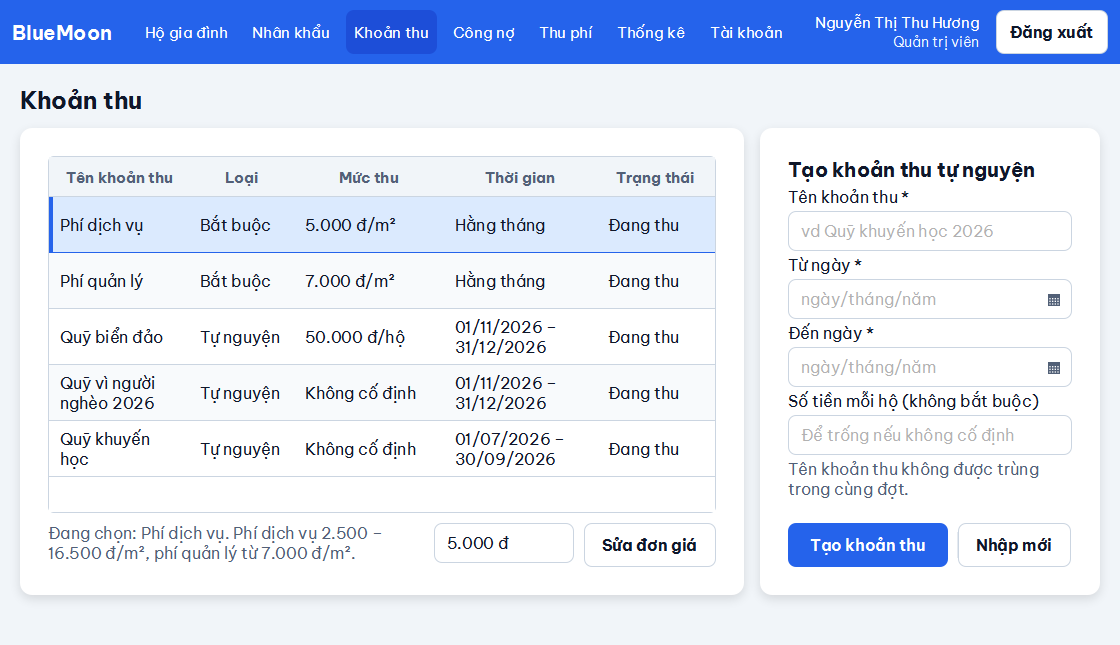 BlueMoon
Hộ gia đình
Nhân khẩu
Khoản thu
Công nợ
Thu phí
Thống kê
Tài khoản
Nguyễn Thị Thu Hương
Quản trị viên
Đăng xuất
Khoản thu
Tên khoản thu Loại Mức thu Thời gian Trạng thái
Phí dịch vụ Bắt buộc 5.000 đ/m² Hằng tháng Đang thu
Phí quản lý Bắt buộc 7.000 đ/m² Hằng tháng Đang thu
Quỹ biển đảo Tự nguyện 50.000 đ/hộ 01/11/2026 –
31/12/2026 Đang thu
Quỹ vì người
nghèo 2026 Tự nguyện Không cố định 01/11/2026 –
31/12/2026 Đang thu
Quỹ khuyến
học Tự nguyện Không cố định 01/07/2026 –
30/09/2026 Đang thu
Đang chọn: Phí dịch vụ. Phí dịch vụ 2.500 –
16.500 đ/m², phí quản lý từ 7.000 đ/m².
5.000 đ
Sửa đơn giá
Tạo khoản thu tự nguyện
Tên khoản thu *
vd Quỹ khuyến học 2026
Từ ngày *
ngày/tháng/năm
Đến ngày *
ngày/tháng/năm
Số tiền mỗi hộ (không bắt buộc)
Để trống nếu không cố định
Tên khoản thu không được trùng
trong cùng đợt.
Tạo khoản thu
Nhập mới